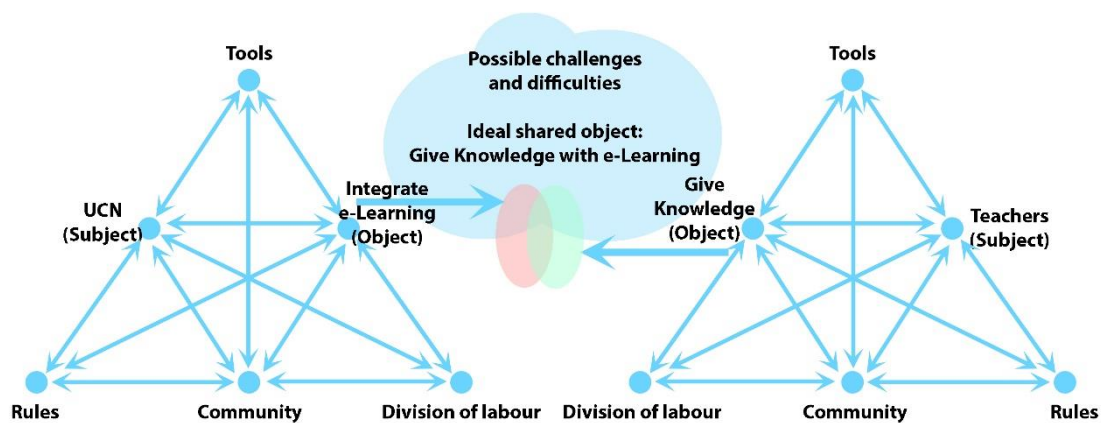 Tools
Possible challenges
and difficulties
Ideal shared object:
Give Knowledge with e-Learning
Tools
UCN
(Subject)
Integrate
e-Learning
(Object)
Give
Knowledge
(Object)
Teachers
(Subject)
Rules
Community
Division of labour
Division of labour
Community
Rules